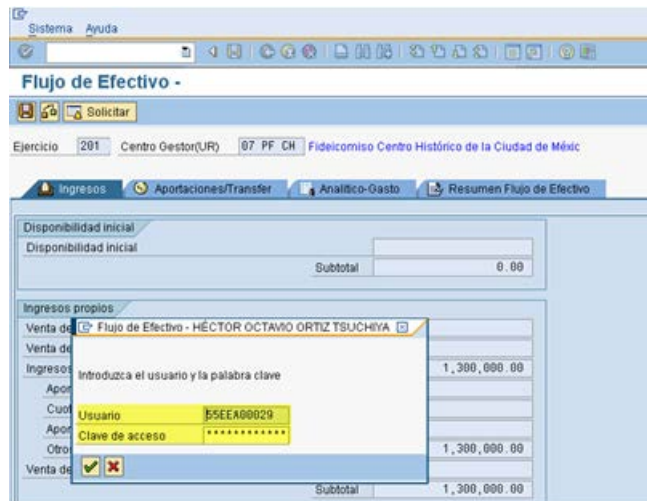 Sistema Ayuda
Flujo de Efectivo -
Solicitar
Ejercicio 201 Centro Gestor(UR) 07 PF CH Fideicomiso Centro Histórico de la Ciudad de Méxic
Ingresos Aportaciones/Transfer Analítico-Gasto Resumen Flujo de Efectivo
Disponibilidad inicial
Disponibilidad inicial
Subtotal 0.00
Ingresos propios
Venta de
Flujo de Efectivo - HÉCTOR OCTAVIO ORTIZ TSUCHIYA
Venta de
Ingresos 1,300,000.00
Introduzca el usuario y la palabra clave
Apor
Cuot
Usuario 55EEA00029
Apor
Clave de acceso ************
Otro 1,300,000.00
Venta de
Subtotal 1,300,000.00